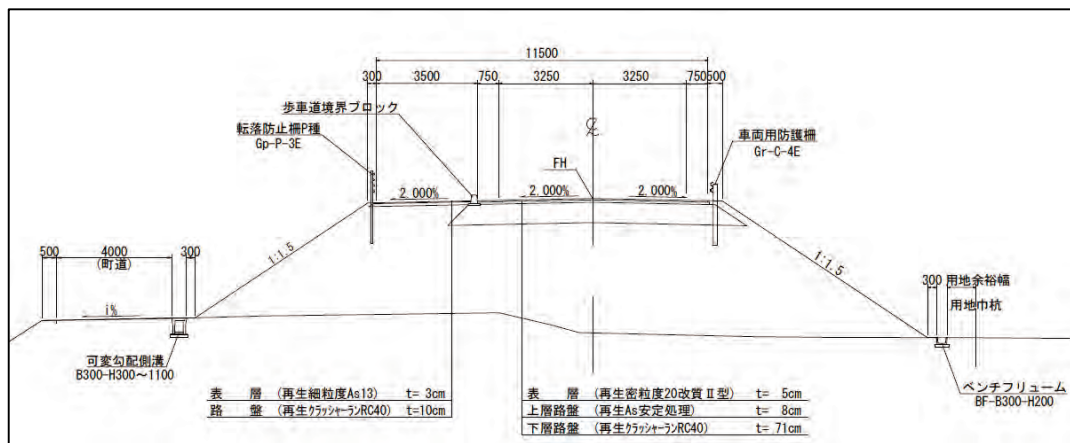 11500
300 3500 750 3250 3250 750 500
歩車道境界ブロック
転落防止柵P種
Gp-P-3E
車両用防護柵
Gr-C-4E
FH
2.000% 2.000% 2.000%
1:1.5
1:1.5
500 4000 300
(町道)
i%
300 用地余裕幅
用地巾杭
可変勾配側溝
B300-H300～1100
ベンチフリューム
BF-B300-H200
表 層 (再生細粒度As13) t= 3cm
路 盤 (再生クラッシャーランRC40) t=10cm
表 層 (再生密粒度20改質Ⅱ型) t= 5cm
上層路盤 (再生As安定処理) t= 8cm
下層路盤 (再生クラッシャーランRC40) t= 71cm